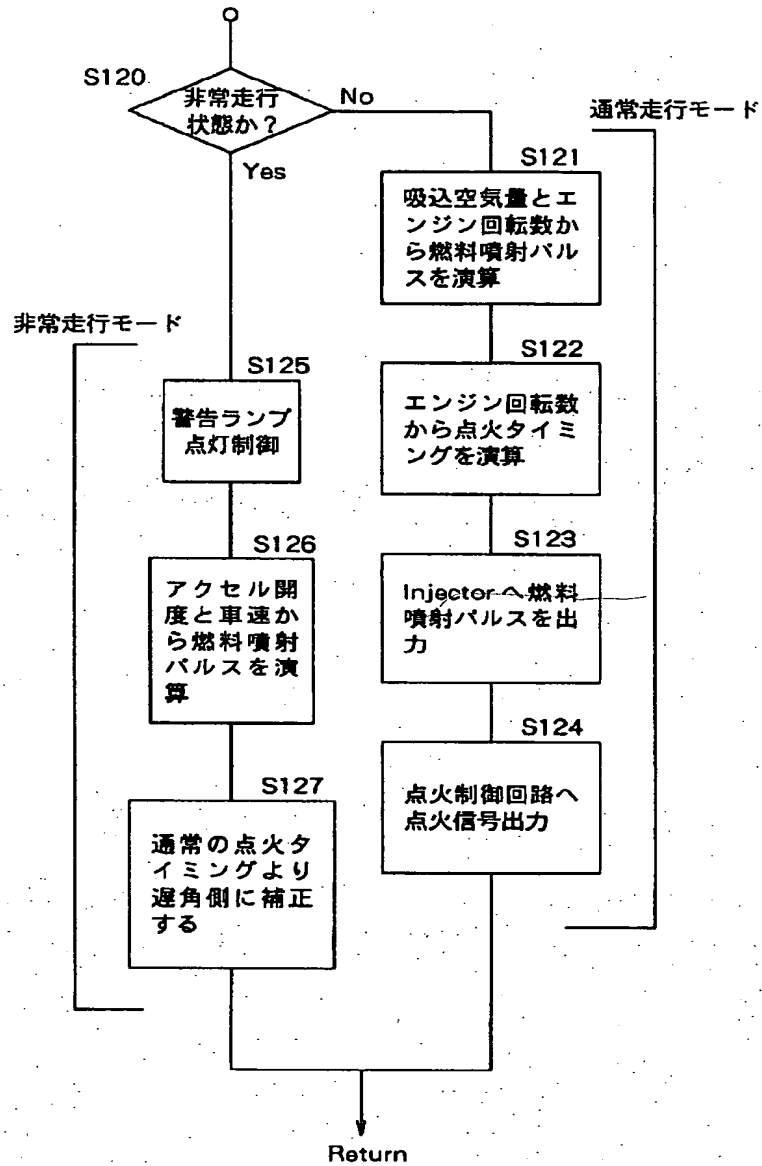 S120
非常走行
状態か？
No
Yes
通常走行モード
S121
吸込空気量とエ
ンジン回転数か
ら燃料噴射パル
スを演算
非常走行モード
S125
警告ランプ
点灯制御
S122
エンジン回転数
から点火タイミ
ングを演算
S126
アクセル開
度と車速か
ら燃料噴射
パルスを演
算
S123
Injectorへ燃料
噴射パルスを出
力
S127
通常の点火タ
イミングより
遅角側に補正
する
S124
点火制御回路へ
点火信号出力
Return